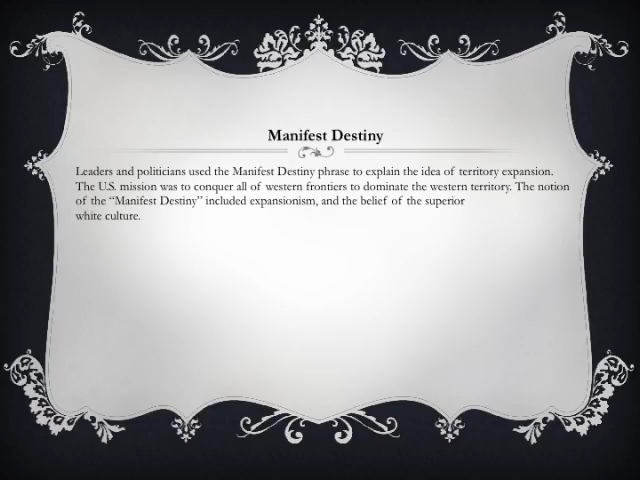 Manifest Destiny
Leaders and politicians used the Manifest Destiny phrase to explain the idea of territory expansion.
The U.S. mission was to conquer all of western frontiers to dominate the western territory. The notion
of the “Manifest Destiny” included expansionism, and the belief of the superior
white culture.